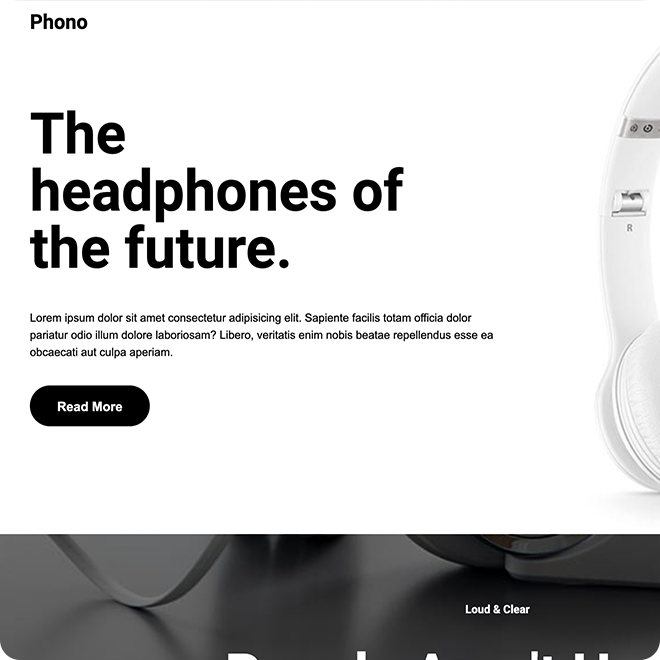 Phono
The
headphones of
the future.
R
Lorem ipsum dolor sit amet consectetur adipisicing elit. Sapiente facilis totam officia dolor
pariatur odio illum dolore laboriosam? Libero, veritatis enim nobis beatae repellendus esse ea
obcaecati aut culpa aperiam.
Read More
Loud & Clear